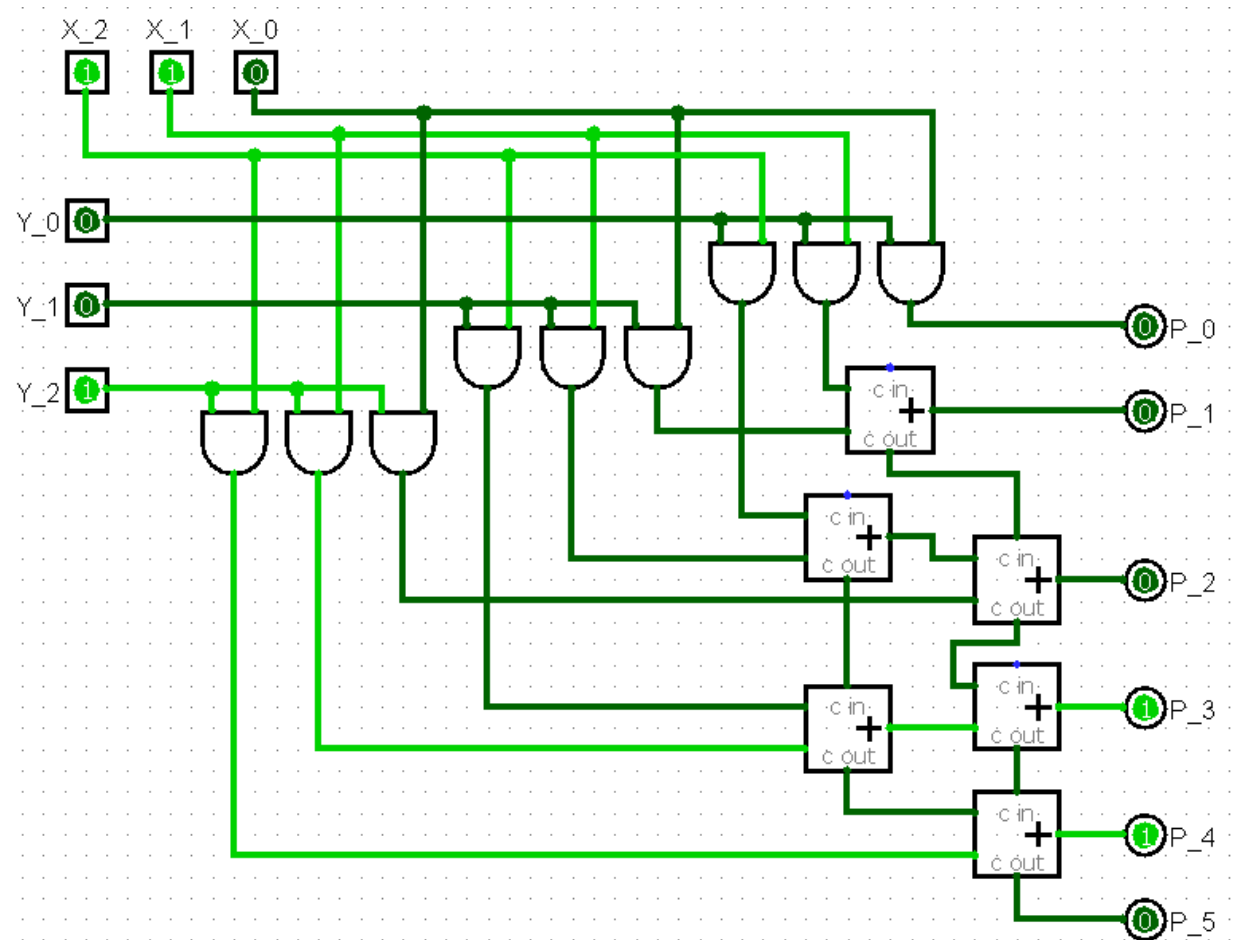 X_2 X_1 X_0
1 1 0
Y_0 0
Y_1 0
0 P_0
Y_2 1
c in
+
0 P_1
c out
c in
+
c out
c in
+
0 P_2
c out
c in
+
1 P_3
c out
c in
+
c out
c in
+
1 P_4
c out
0 P_5